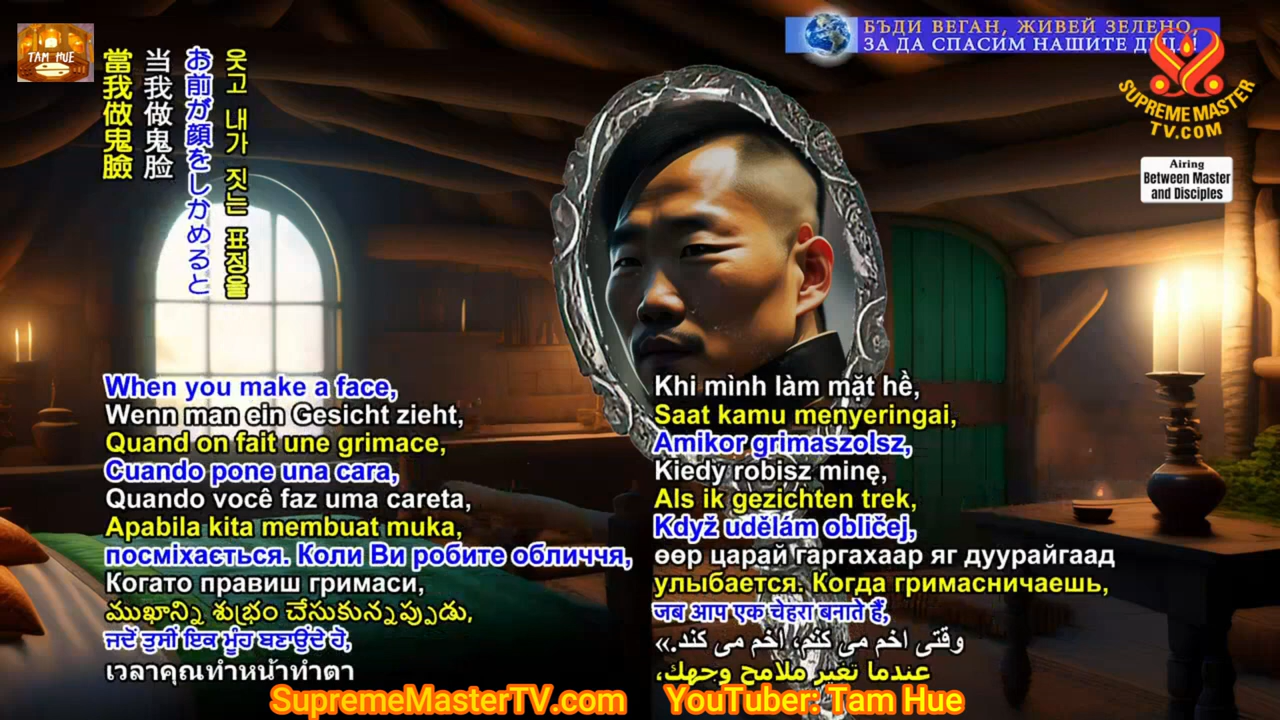 TAM HUE
БЪДИ ВЕГАН, ЖИВЕЙ ЗЕЛЕНО,
ЗА ДА СПАСИМ НАШИТЕ
SUPREME MASTER
TV.COM
Airing
Between Master
and Disciples
當我做鬼臉
当我做鬼脸
お前が顔をしかめると
웃고 내가 짓는 표정을
When you make a face,
Wenn man ein Gesicht zieht,
Quand on fait une grimace,
Cuando pone una cara,
Quando você faz uma careta,
Apabila kita membuat muka,
посміхається. Коли Ви робите обличчя,
Когато правиш гримаси,
ముఖాన్ని శుభ్రం చేసుకున్నప్పుడు,
ਜਦੋਂ ਤੁਸੀਂ ਇਕ ਮੂੰਹ ਬਣਾਉਂਦੇ ਹੋ,
เวลาคุณทำหน้าทำตา
Khi mình làm mặt hề,
Saat kamu menyeringai,
Amikor grimaszolsz,
Kiedy robisz minę,
Als ik gezichten trek,
Když udělám obličej,
өөр царай гаргахаар яг дуурайгаад
улыбается. Когда гримасничаешь,
जब आप एक चेहरा बनाते हैं,
وقتی اخم می کنم، اخم می کند.»
عندما تغير ملامح وجهك،
SupremeMasterTV.com
YouTuber: Tam Hue